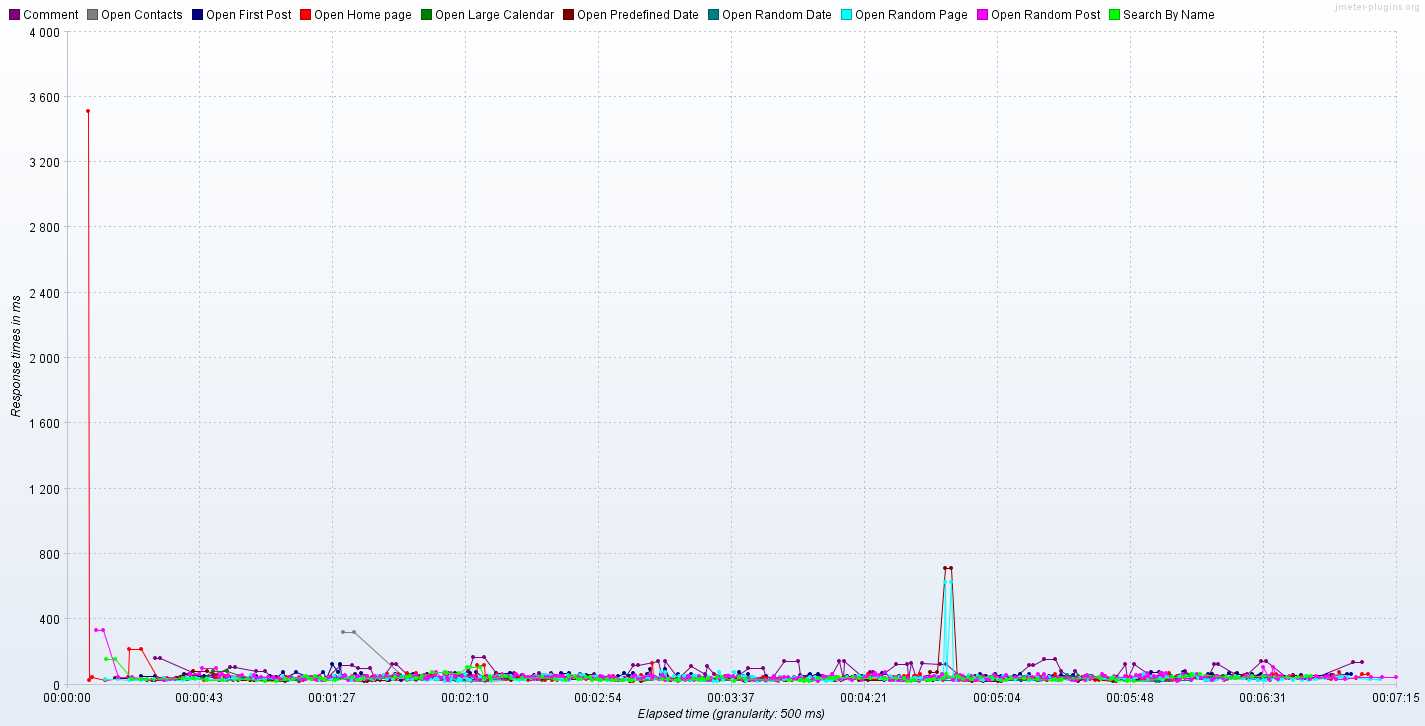 Comment Open Contacts Open First Post Open Home page Open Large Calendar Open Predefined Date Open Random Date Open Random Page Open Random Post Search By Name
jmeter-plugins.org
4 000
3 600
3 200
2 800
2 400
2 000
1 600
1 200
800
400
0
Response times in ms
00:00:00 00:00:43 00:01:27 00:02:10 00:02:54 00:03:37 00:04:21 00:05:04 00:05:48 00:06:31 00:07:15
Elapsed time (granularity: 500 ms)